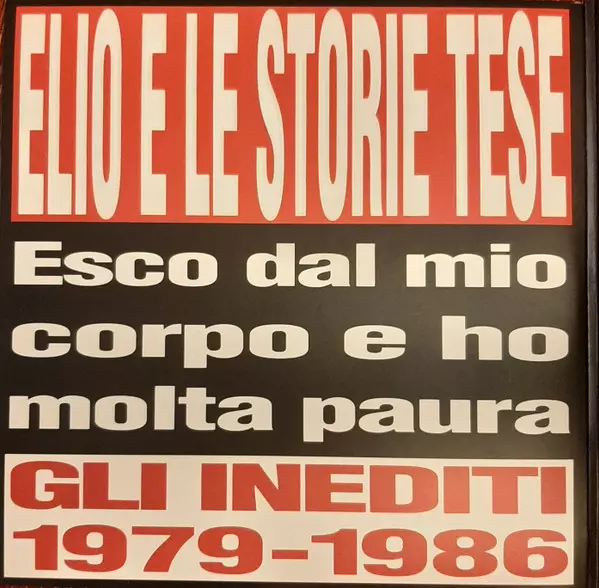 ELIO E LE STORIE TESE
Esco dal mio
corpo e ho
molta paura
GLI INEDITI
1979-1986